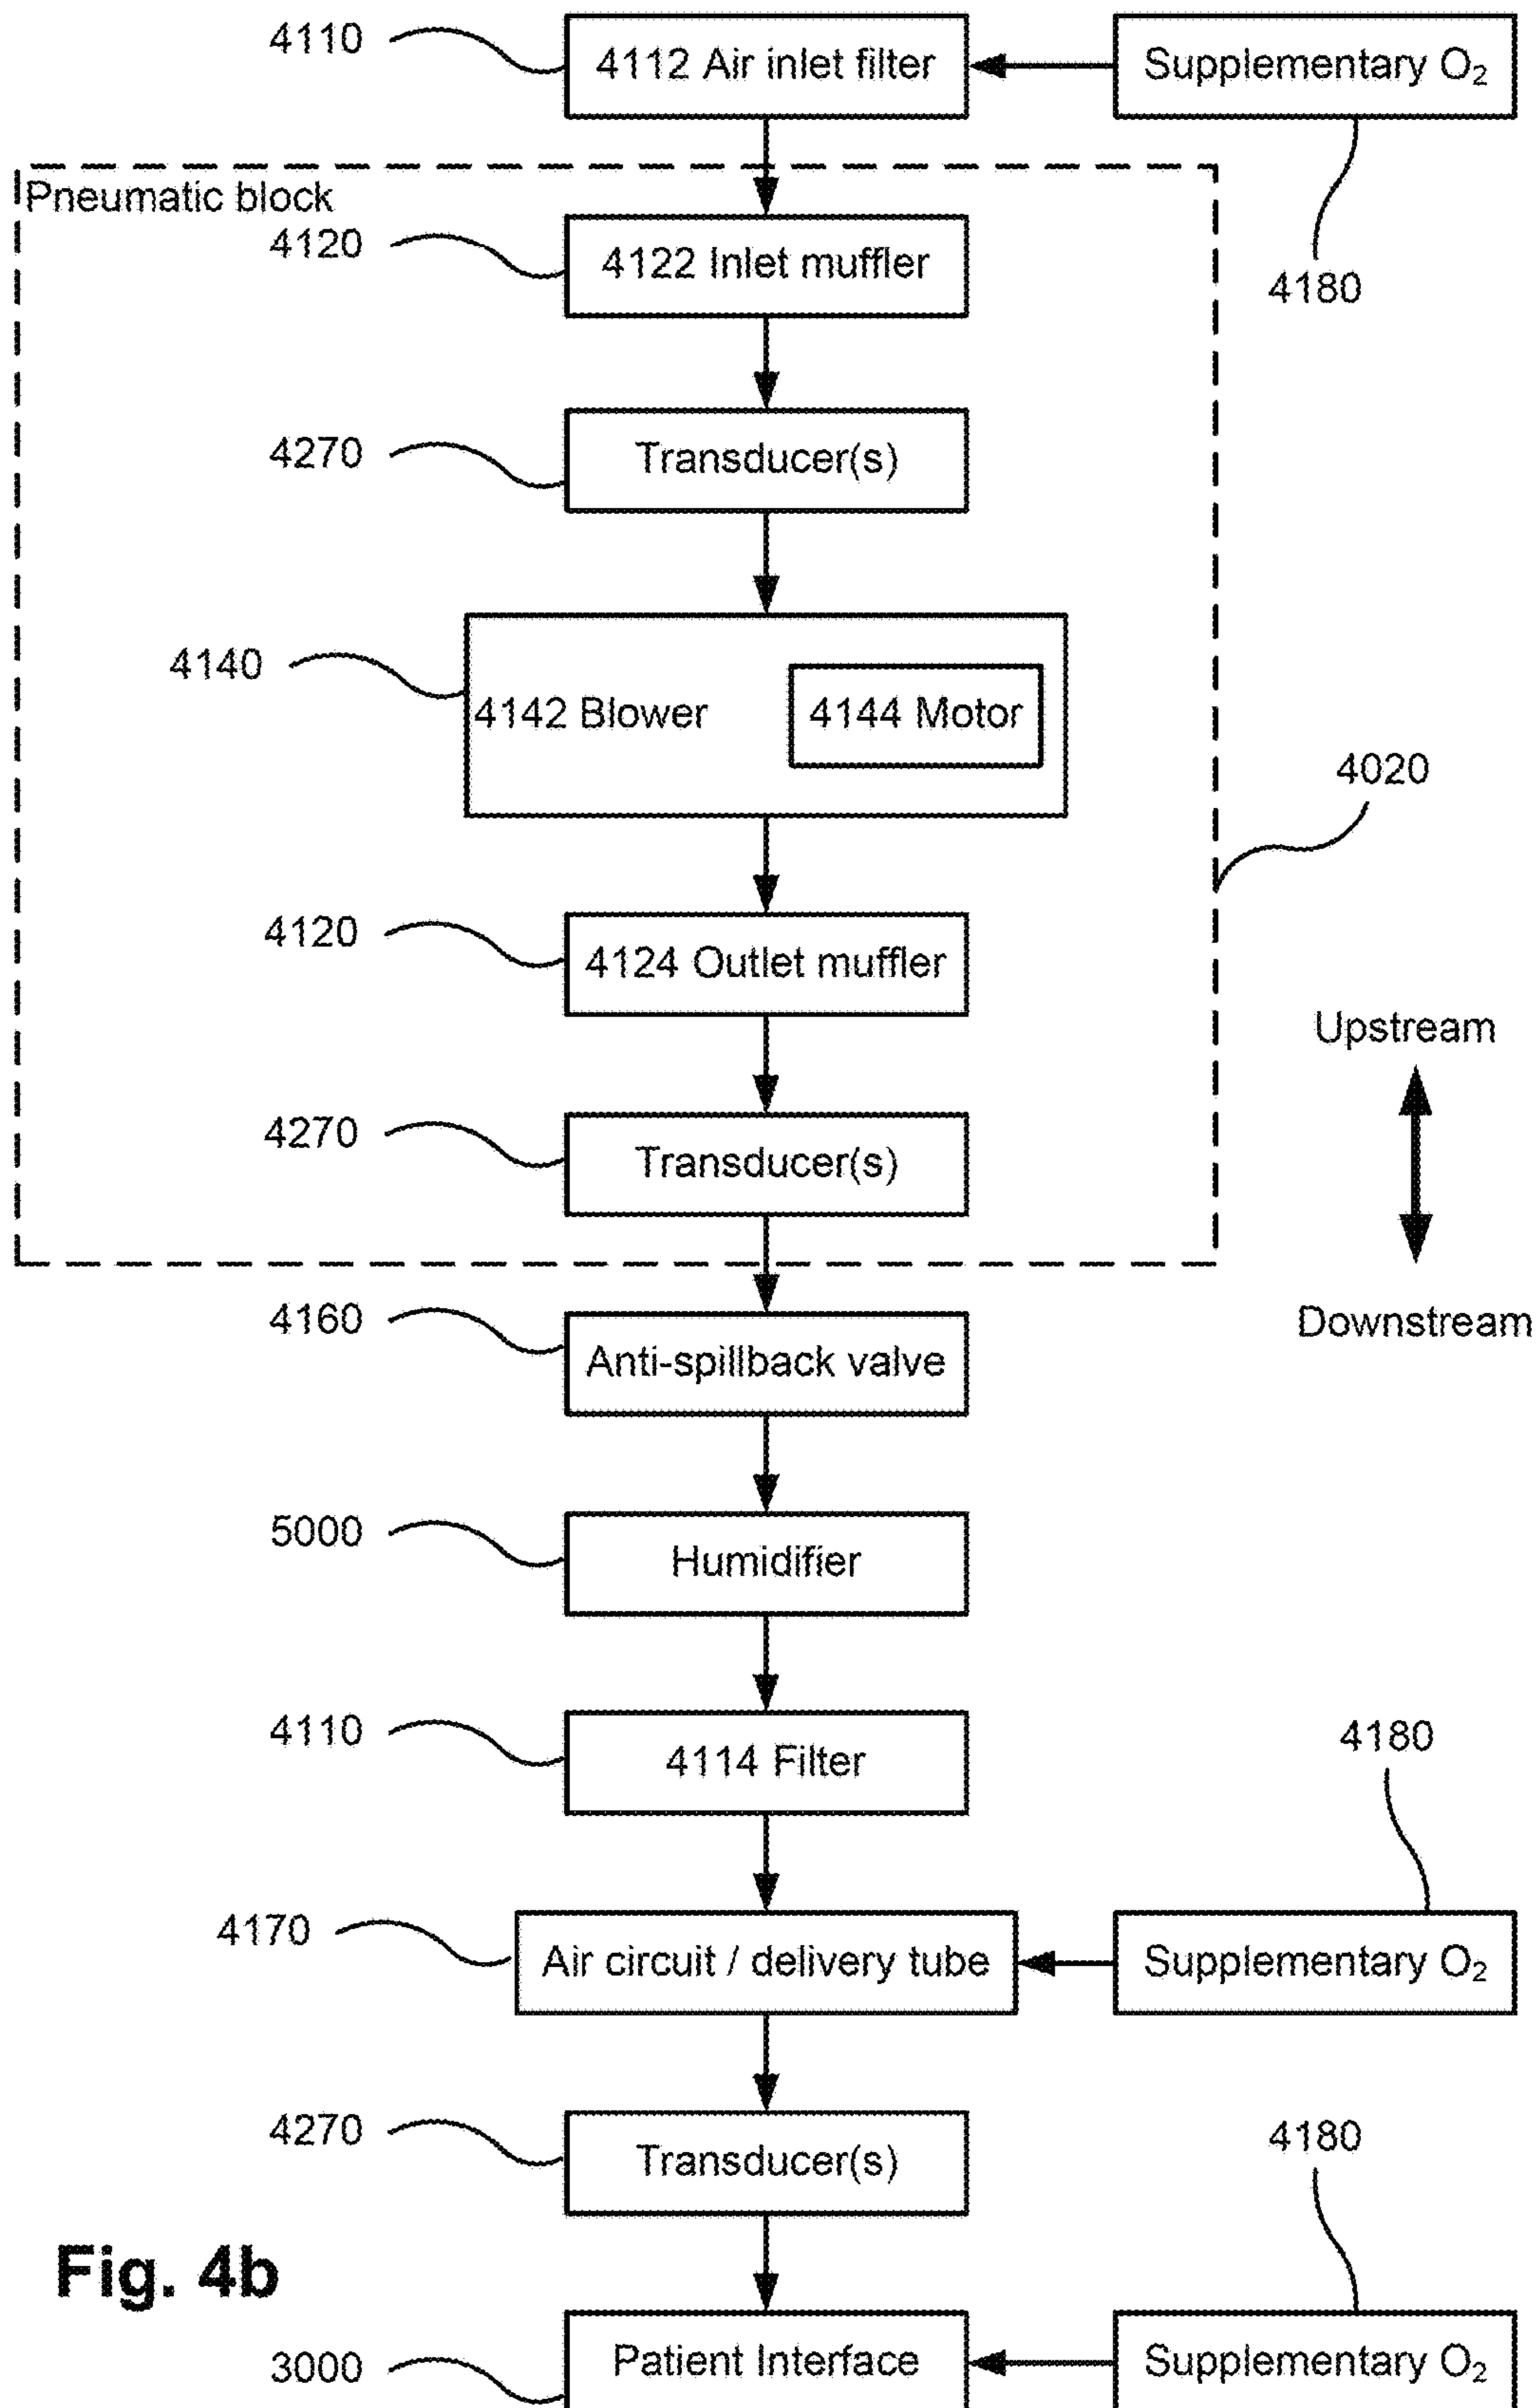 4110
4112 Air inlet filter
Supplementary O₂
Pneumatic block
4120
4122 Inlet muffler
4180
4270
Transducer(s)
4140
4142 Blower
4144 Motor
4020
4120
4124 Outlet muffler
Upstream
4270
Transducer(s)
4160
Anti-spillback valve
Downstream
5000
Humidifier
4110
4114 Filter
4180
4170
Air circuit / delivery tube
Supplementary O₂
4270
Transducer(s)
4180
Fig. 4b
3000
Patient Interface
Supplementary O₂